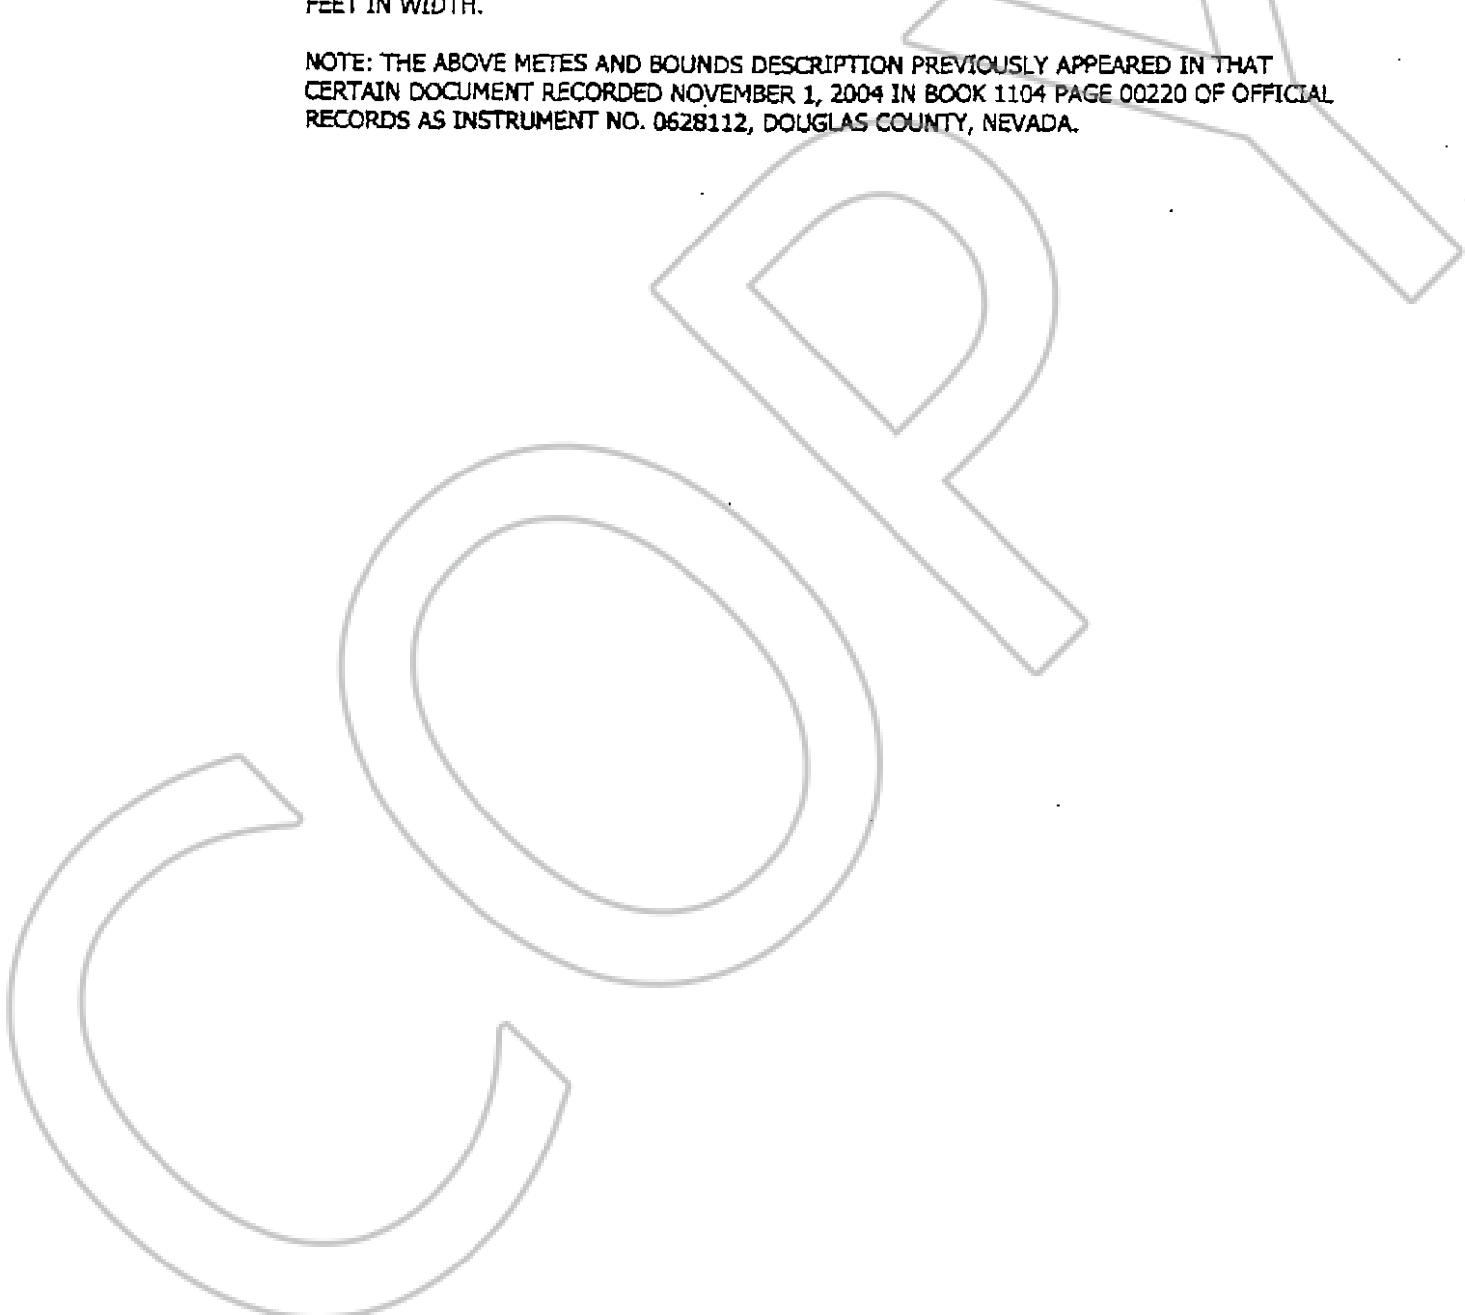 FEET IN WIDTH.
NOTE: THE ABOVE METES AND BOUNDS DESCRIPTION PREVIOUSLY APPEARED IN THAT
CERTAIN DOCUMENT RECORDED NOVEMBER 1, 2004 IN BOOK 1104 PAGE 00220 OF OFFICIAL
RECORDS AS INSTRUMENT NO. 0628112, DOUGLAS COUNTY, NEVADA.
COPY